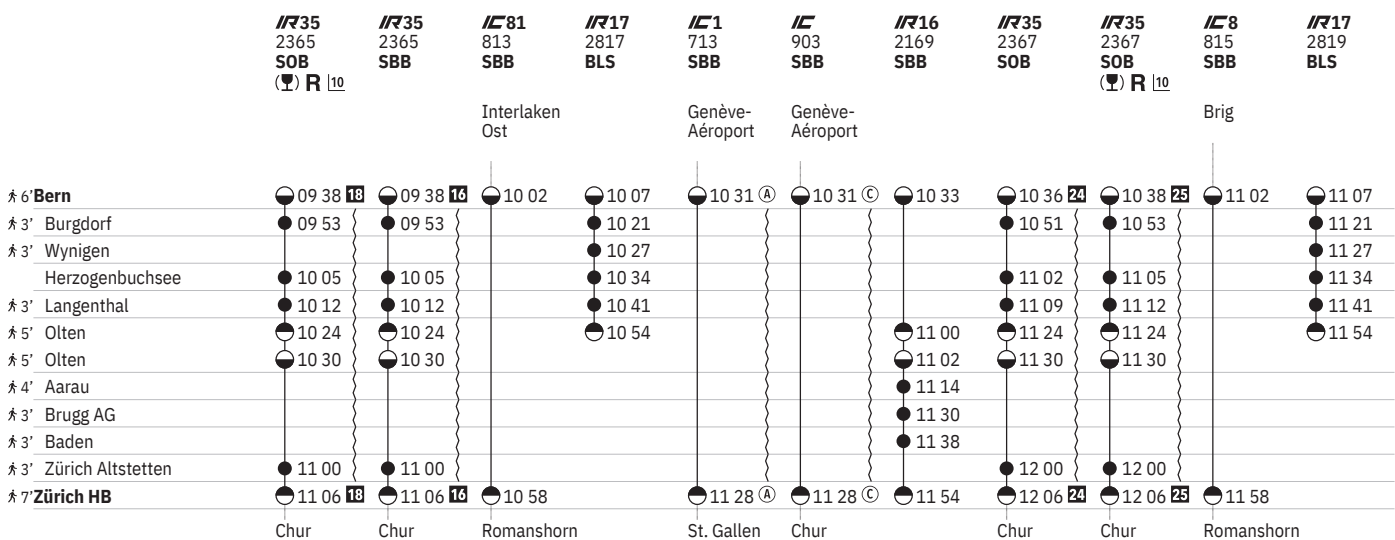 IR35 IR35 IC81 IR17 IC1 IC IR16 IR35 IR35 IC8 IR17
2365 2365 813 2817 713 903 2169 2367 2367 815 2819
SOB SBB SBB BLS SBB SBB SBB SOB SOB SBB BLS
R 10 R 10
Interlaken Genève- Genève- Brig
Ost Aéroport Aéroport
6’ Bern 09 38 18 09 38 16 10 02 10 07 10 31 A 10 31 C 10 33 10 36 24 10 38 25 11 02 11 07
3’ Burgdorf 09 53 09 53 10 21 10 51 10 53 11 21
3’ Wynigen 10 27 11 27
Herzogenbuchsee 10 05 10 05 10 34 11 02 11 05 11 34
3’ Langenthal 10 12 10 12 10 41 11 09 11 12 11 41
5’ Olten 10 24 10 24 10 54 11 00 11 24 11 24 11 54
5’ Olten 10 30 10 30 11 02 11 30 11 30
4’ Aarau 11 14
3’ Brugg AG 11 30
3’ Baden 11 38
3’ Zürich Altstetten 11 00 11 00 12 00 12 00
7’ Zürich HB 11 06 18 11 06 16 10 58 11 28 A 11 28 C 11 54 12 06 24 12 06 25 11 58
Chur Chur Romanshorn St. Gallen Chur Chur Chur Romanshorn